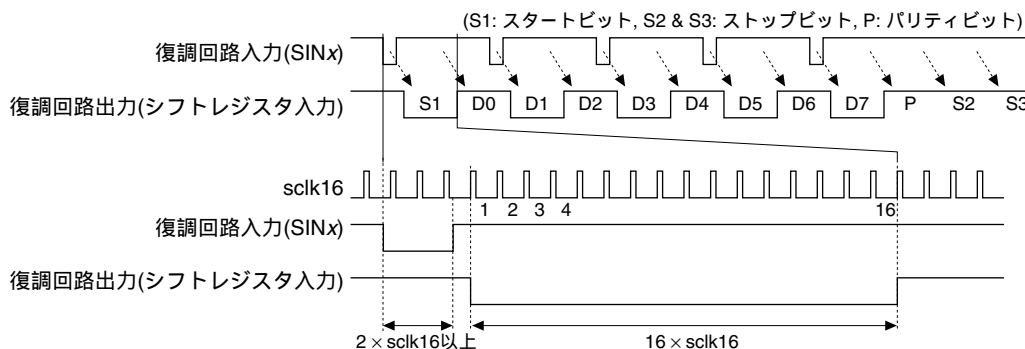 (S1: スタートビット, S2 & S3: ストップビット, P: パリティビット)
復調回路入力(SINx)
復調回路出力(シフトレジスタ入力)
S1 D0 D1 D2 D3 D4 D5 D6 D7 P S2 S3
sclk16
1 2 3 4 16
復調回路入力(SINx)
復調回路出力(シフトレジスタ入力)
2 × sclk16以上
16 × sclk16